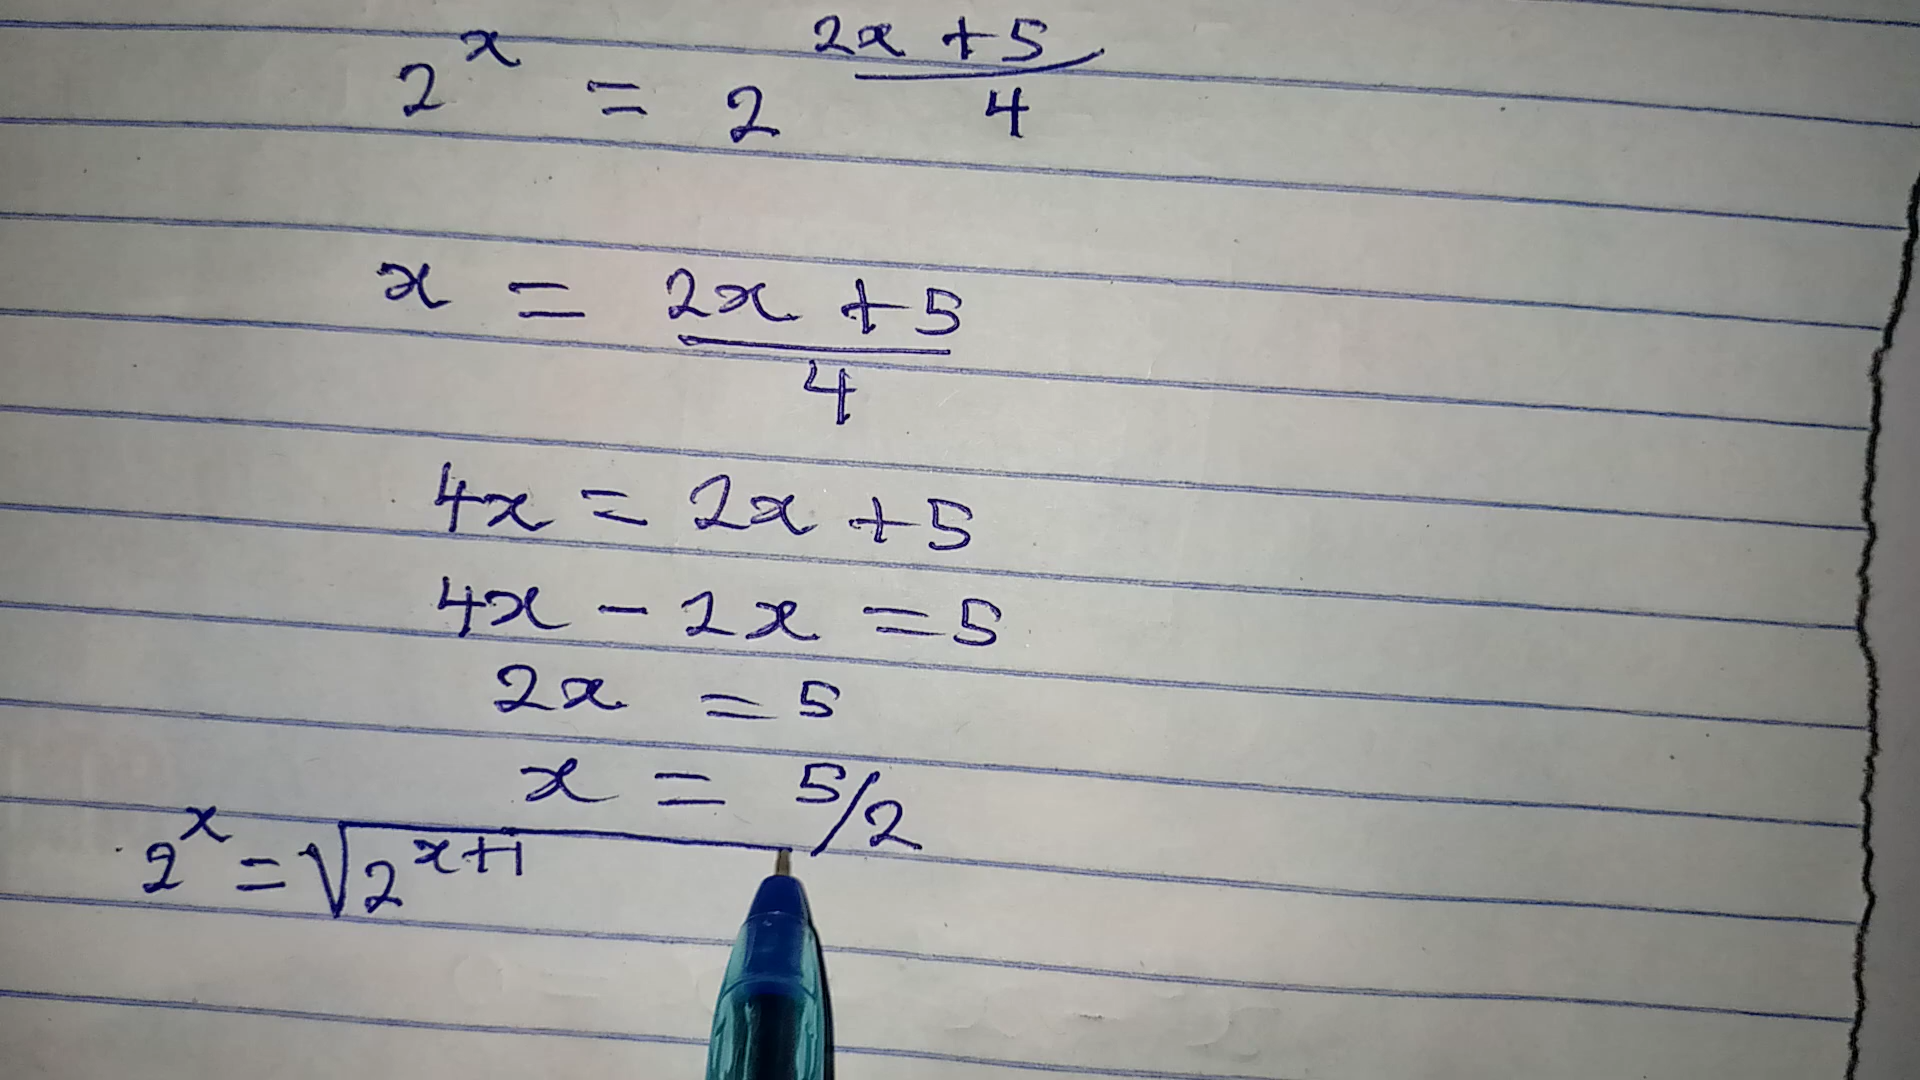 2^x = 2^((2x + 5)/4)
x = (2x + 5)/4
4x = 2x + 5
4x - 2x = 5
2x = 5
x = 5/2
2^x = √(2^(x+1))